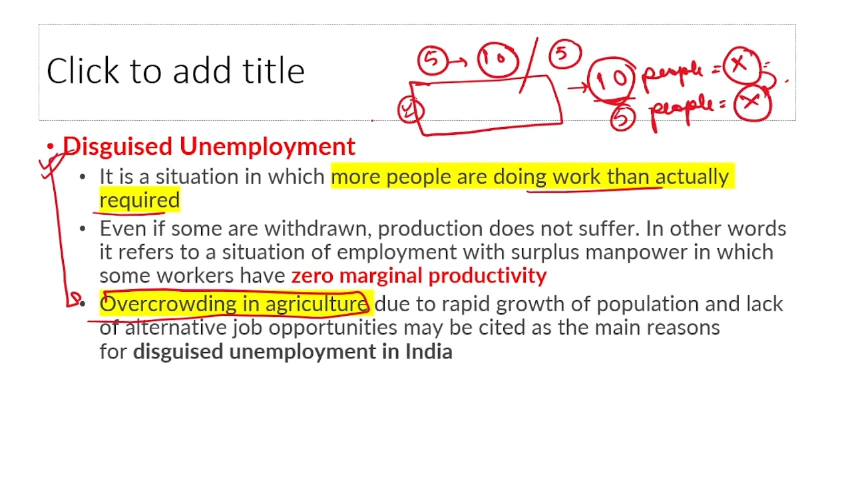 5 → 10 / 5
Click to add title
→ 10 people = x
5 people = x
• Disguised Unemployment
• It is a situation in which more people are doing work than actually
required
• Even if some are withdrawn, production does not suffer. In other words
it refers to a situation of employment with surplus manpower in which
some workers have zero marginal productivity
• Overcrowding in agriculture due to rapid growth of population and lack
of alternative job opportunities may be cited as the main reasons
for disguised unemployment in India